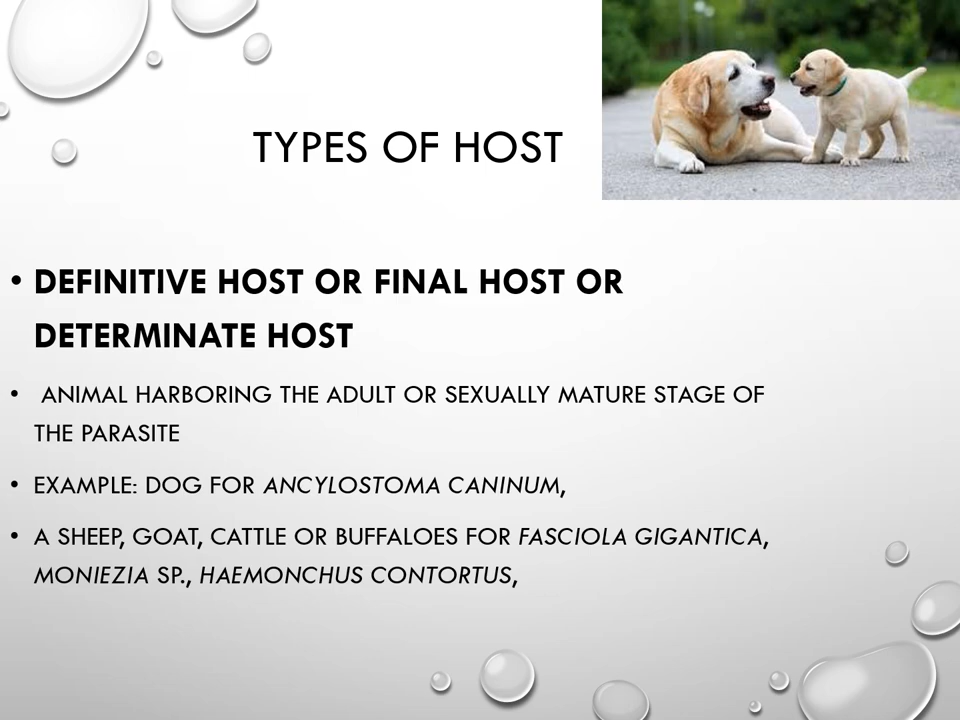 TYPES OF HOST
• DEFINITIVE HOST OR FINAL HOST OR
DETERMINATE HOST
• ANIMAL HARBORING THE ADULT OR SEXUALLY MATURE STAGE OF
THE PARASITE
• EXAMPLE: DOG FOR ANCYLOSTOMA CANINUM,
• A SHEEP, GOAT, CATTLE OR BUFFALOES FOR FASCIOLA GIGANTICA,
MONIEZIA SP., HAEMONCHUS CONTORTUS,